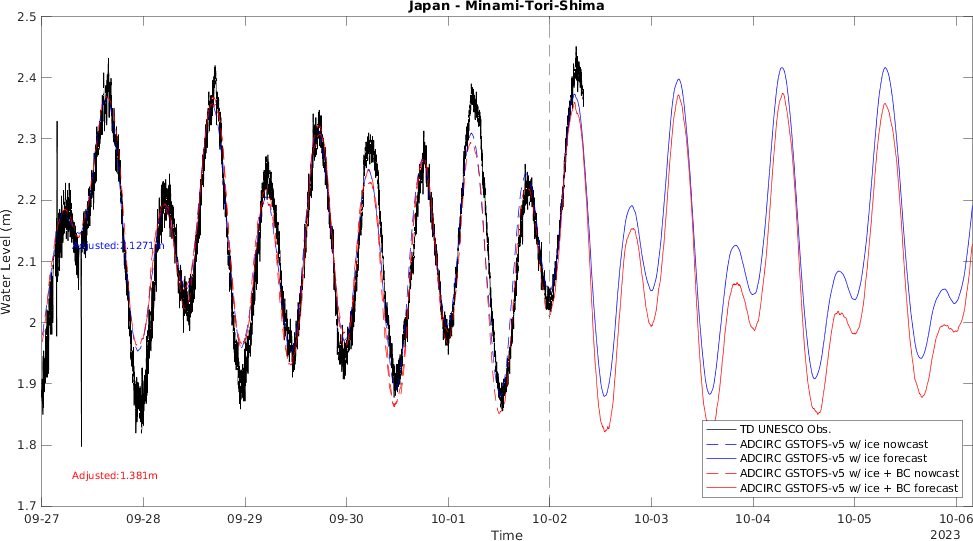 Japan - Minami-Tori-Shima
2.5
2.4
2.3
2.2
2.1
2
1.9
1.8
1.7
Water Level (m)
Adjusted:2.1271m
Adjusted:1.381m
TD UNESCO Obs.
ADCIRC GSTOFS-v5 w/ ice nowcast
ADCIRC GSTOFS-v5 w/ ice forecast
ADCIRC GSTOFS-v5 w/ ice + BC nowcast
ADCIRC GSTOFS-v5 w/ ice + BC forecast
09-27 09-28 09-29 09-30 10-01 10-02 10-03 10-04 10-05 10-06
Time
2023